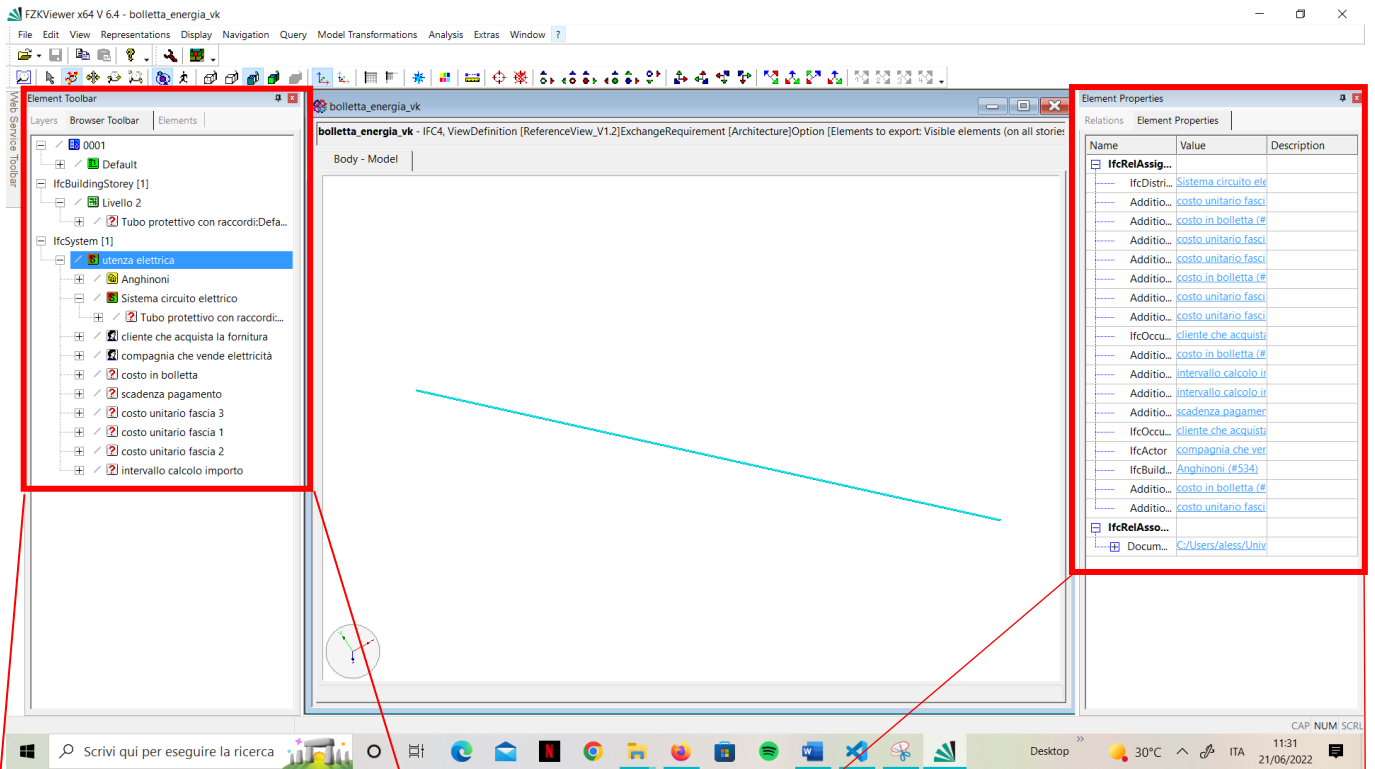 FZKViewer x64 V 6.4 - bolletta_energia_vk
File Edit View Representations Display Navigation Query Model Transformations Analysis Extras Window ?
Web Service Toolbar
Element Toolbar
Layers Browser Toolbar Elements
0001
Default
IfcBuildingStorey [1]
Livello 2
Tubo protettivo con raccordi:Defa...
IfcSystem [1]
utenza elettrica
Anghinoni
Sistema circuito elettrico
Tubo protettivo con raccordi:...
cliente che acquista la fornitura
compagnia che vende elettricità
costo in bolletta
scadenza pagamento
costo unitario fascia 3
costo unitario fascia 1
costo unitario fascia 2
intervallo calcolo importo
bolletta_energia_vk
bolletta_energia_vk - IFC4, ViewDefinition [ReferenceView_V1.2]ExchangeRequirement [Architecture]Option [Elements to export: Visible elements (on all stories
Body - Model
Element Properties
Relations Element Properties
Name Value Description
IfcRelAssig...
IfcDistri... Sistema circuito ele
Additio... costo unitario fasci
Additio... costo in bolletta (#
Additio... costo unitario fasci
Additio... costo unitario fasci
Additio... costo in bolletta (#
Additio... costo unitario fasci
Additio... costo unitario fasci
IfcOccu... cliente che acquista
Additio... costo in bolletta (#
Additio... intervallo calcolo ir
Additio... intervallo calcolo ir
Additio... scadenza pagamer
IfcOccu... cliente che acquista
IfcActor compagnia che ver
IfcBuild... Anghinoni (#534)
Additio... costo in bolletta (#
Additio... costo unitario fasci
IfcRelAsso...
Docum... C:/Users/aless/Univ
CAP NUM SCRL
Scrivi qui per eseguire la ricerca
Desktop
30°C
ITA
11:31
21/06/2022